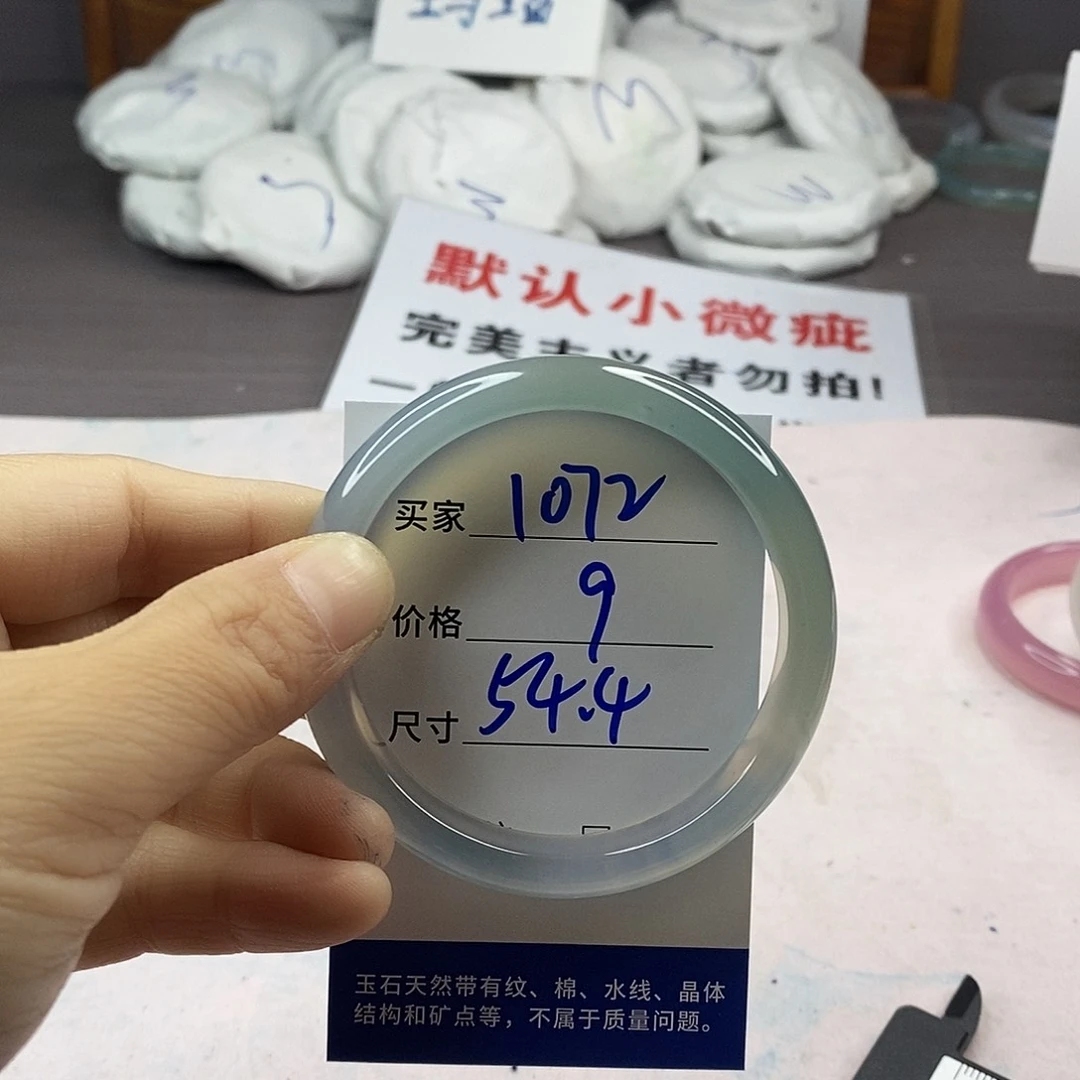 默认小微疵
完美主义者勿拍!
买家 1072
价格 9
尺寸 54.4
玉石天然带有纹、棉、水线、晶体
结构和矿点等，不属于质量问题。